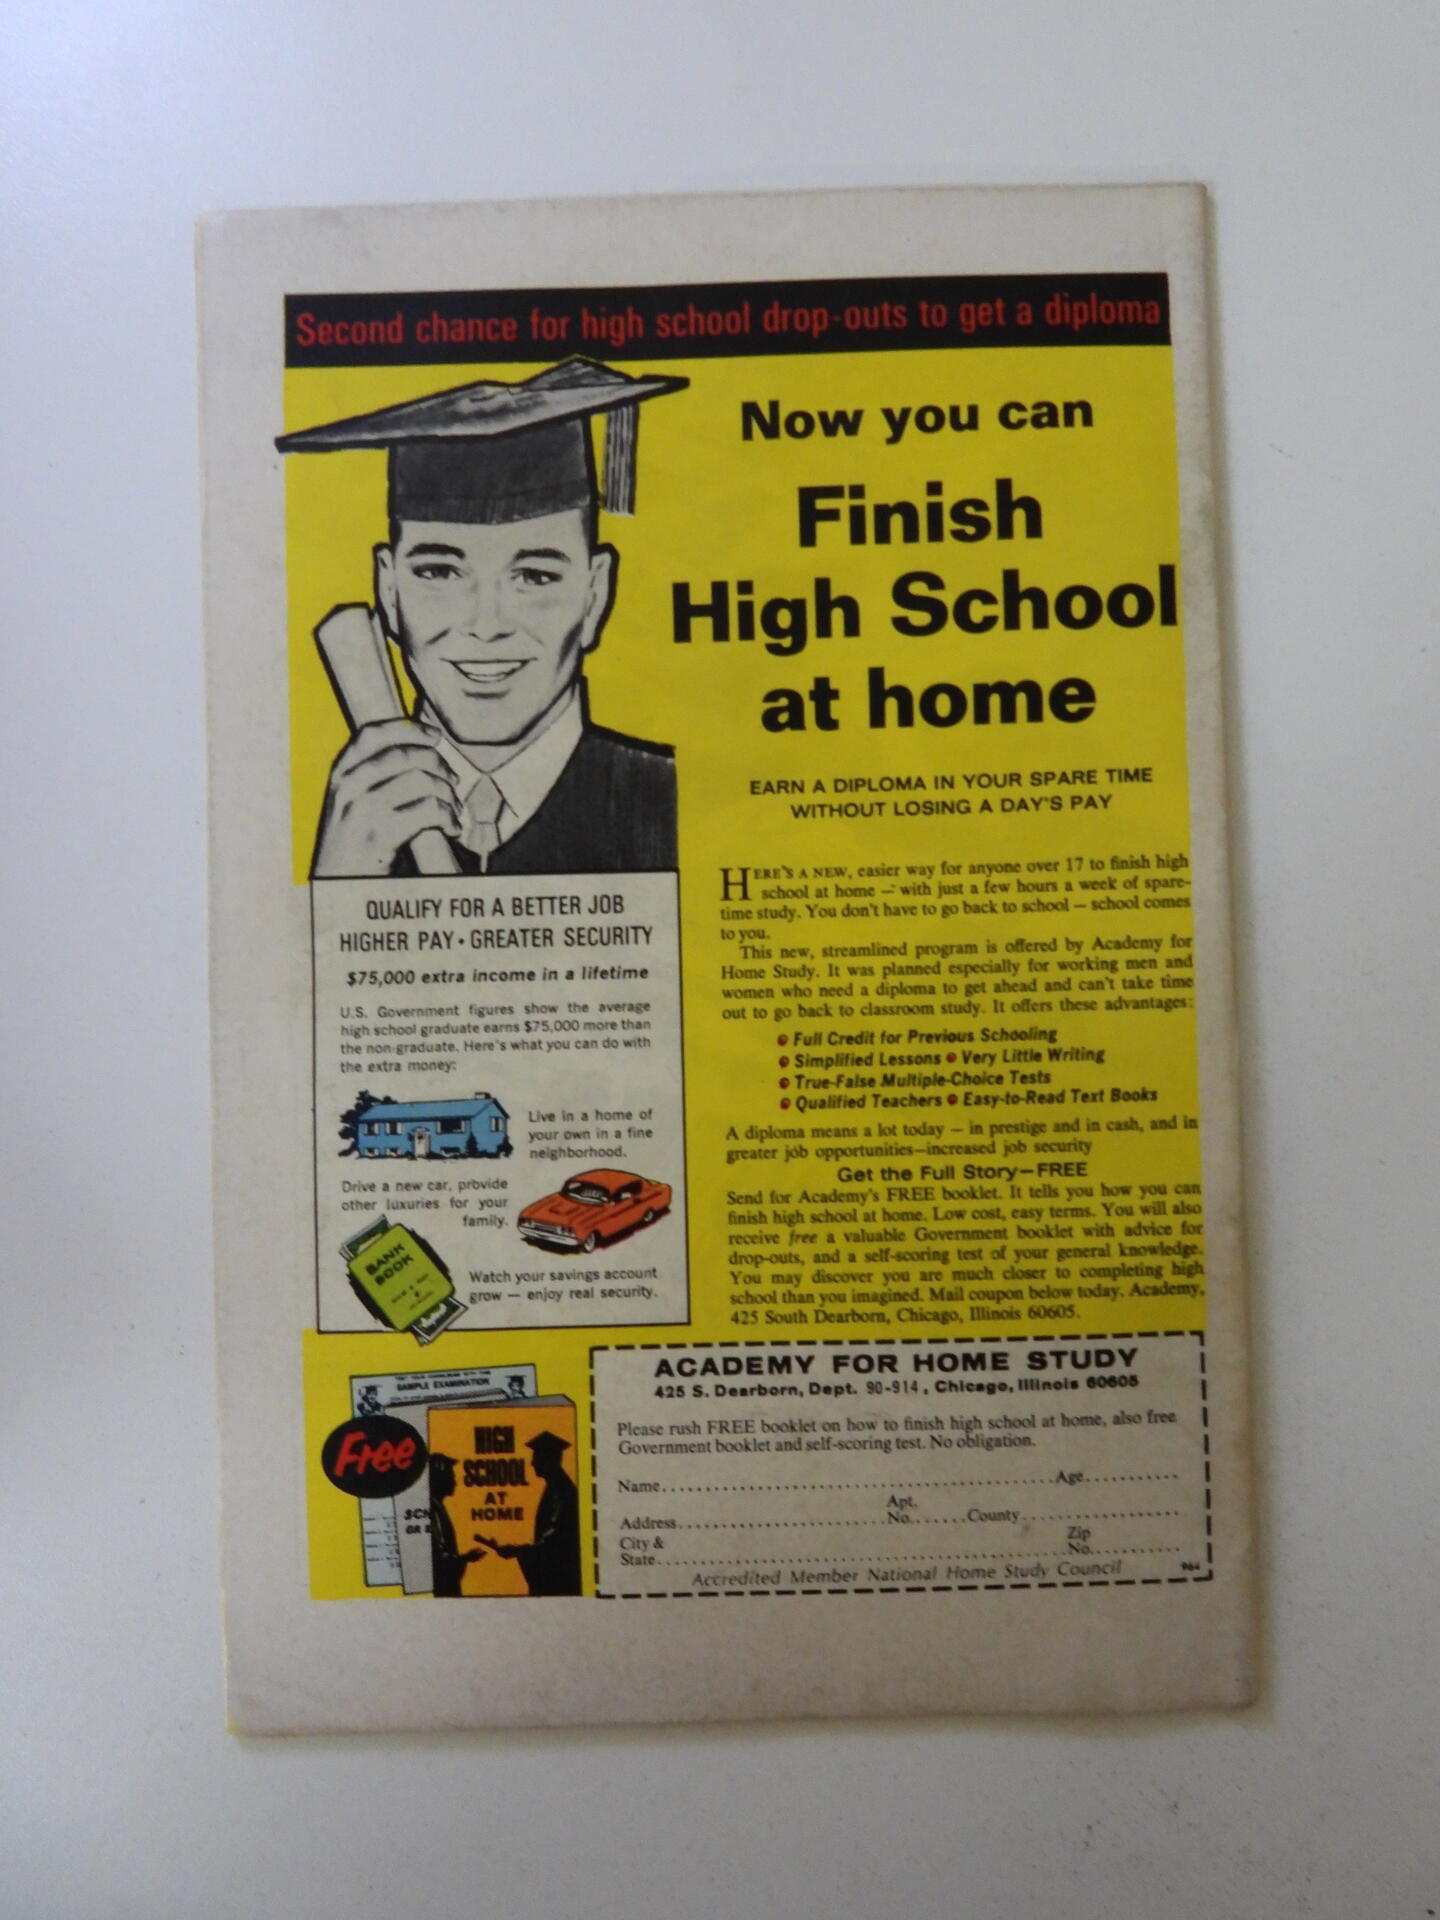 Second chance for high school drop-outs to get a diploma
Now you can
Finish
High School
at home
EARN A DIPLOMA IN YOUR SPARE TIME
WITHOUT LOSING A DAY'S PAY
HERE'S A NEW, easier way for anyone over 17 to finish high
school at home — with just a few hours a week of spare-
time study. You don't have to go back to school — school comes
to you.
This new, streamlined program is offered by Academy for
Home Study. It was planned especially for working men and
women who need a diploma to get ahead and can't take time
out to go back to classroom study. It offers these advantages:
• Full Credit for Previous Schooling
• Simplified Lessons • Very Little Writing
• True-False Multiple-Choice Tests
• Qualified Teachers • Easy-to-Read Text Books
A diploma means a lot today — in prestige and in cash, and in
greater job opportunities—increased job security
Get the Full Story—FREE
Send for Academy's FREE booklet. It tells you how you can
finish high school at home. Low cost, easy terms. You will also
receive free a valuable Government booklet with advice for
drop-outs, and a self-scoring test of your general knowledge.
You may discover you are much closer to completing high
school than you imagined. Mail coupon below today. Academy,
425 South Dearborn, Chicago, Illinois 60605.
QUALIFY FOR A BETTER JOB
HIGHER PAY • GREATER SECURITY
$75,000 extra income in a lifetime
U.S. Government figures show the average
high school graduate earns $75,000 more than
the non-graduate. Here's what you can do with
the extra money:
Live in a home of
your own in a fine
neighborhood.
Drive a new car, provide
other luxuries for your
family.
BANK
BOOK
Watch your savings account
grow — enjoy real security.
SAMPLE EXAMINATION
Free
HIGH
SCHOOL
AT
HOME
SCH
OR
ACADEMY FOR HOME STUDY
425 S. Dearborn, Dept. 90-914, Chicago, Illinois 60605
Please rush FREE booklet on how to finish high school at home, also free
Government booklet and self-scoring test. No obligation.
Name.......... Age..........
Apt.
Address.......... No....... County..........
City & Zip
State.......... No..........
Accredited Member National Home Study Council 964